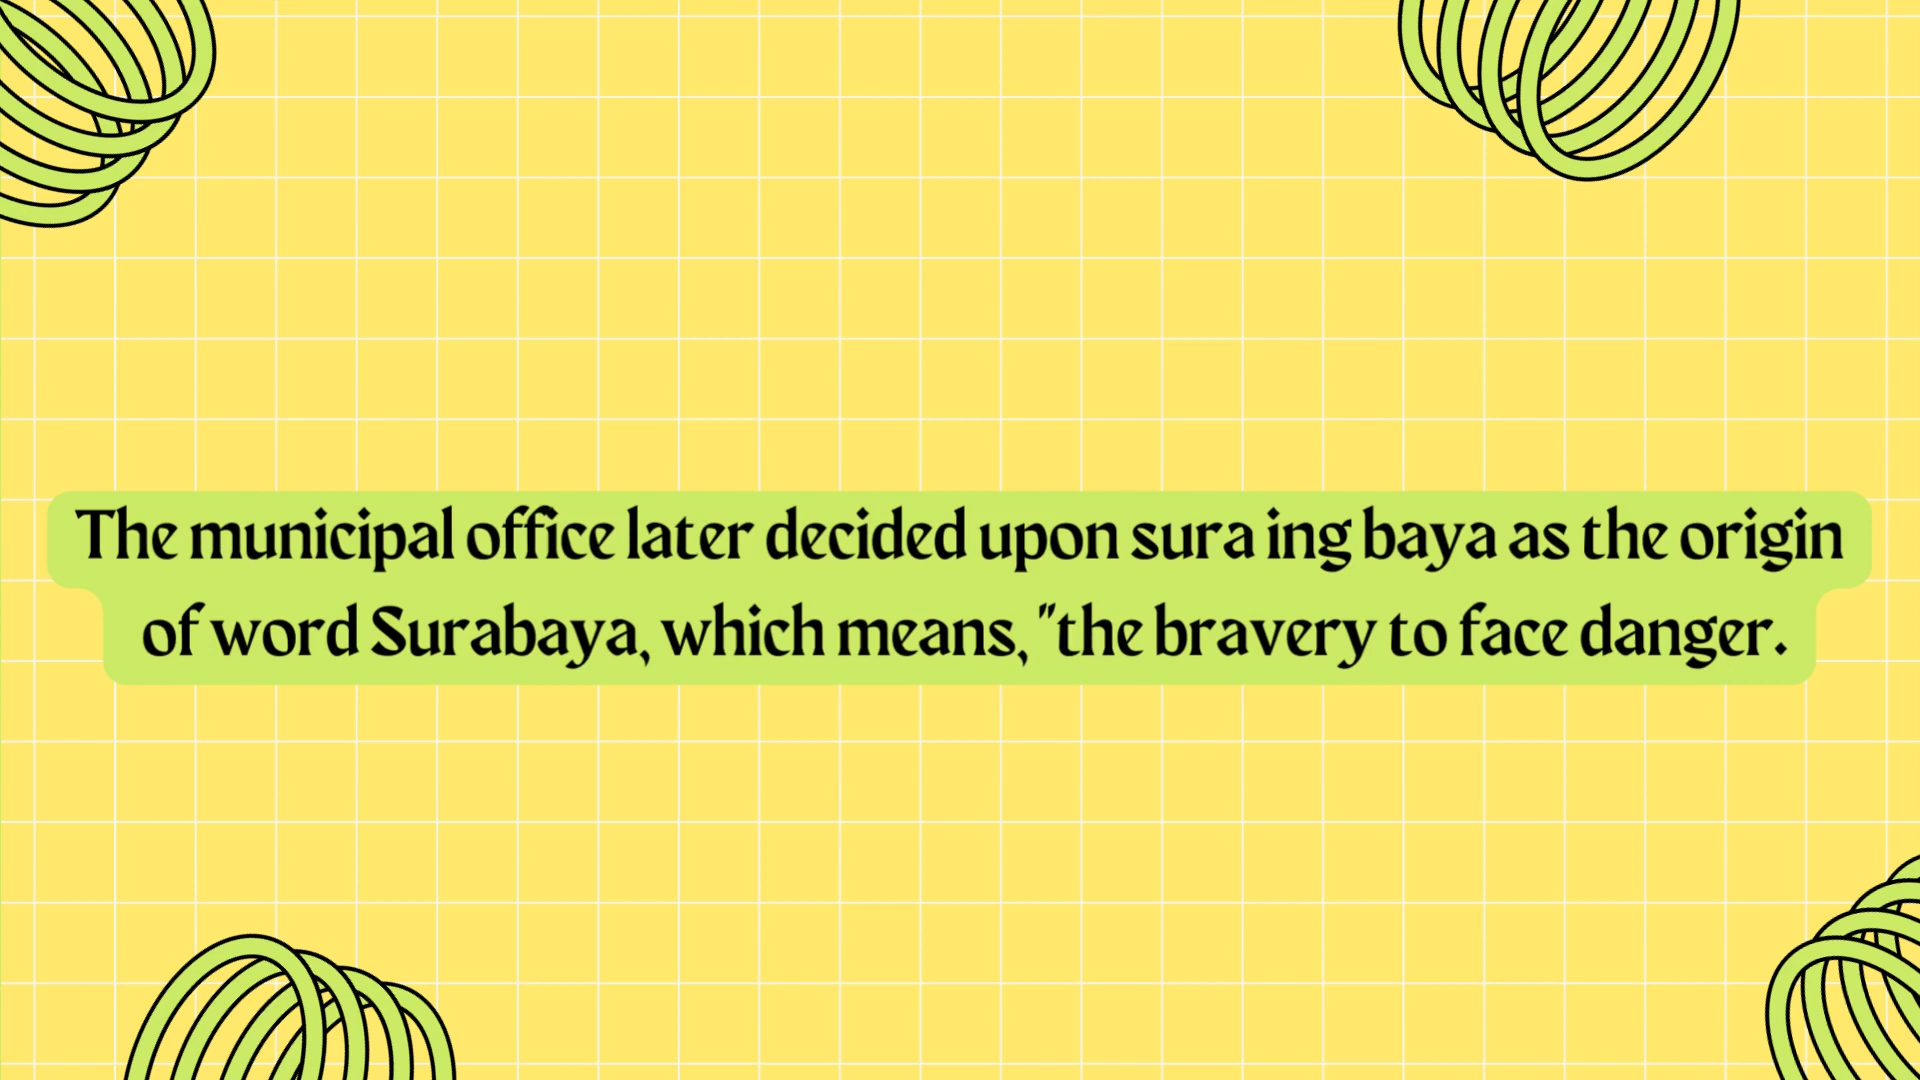 The municipal office later decided upon sura ing baya as the origin
of word Surabaya, which means, "the bravery to face danger.